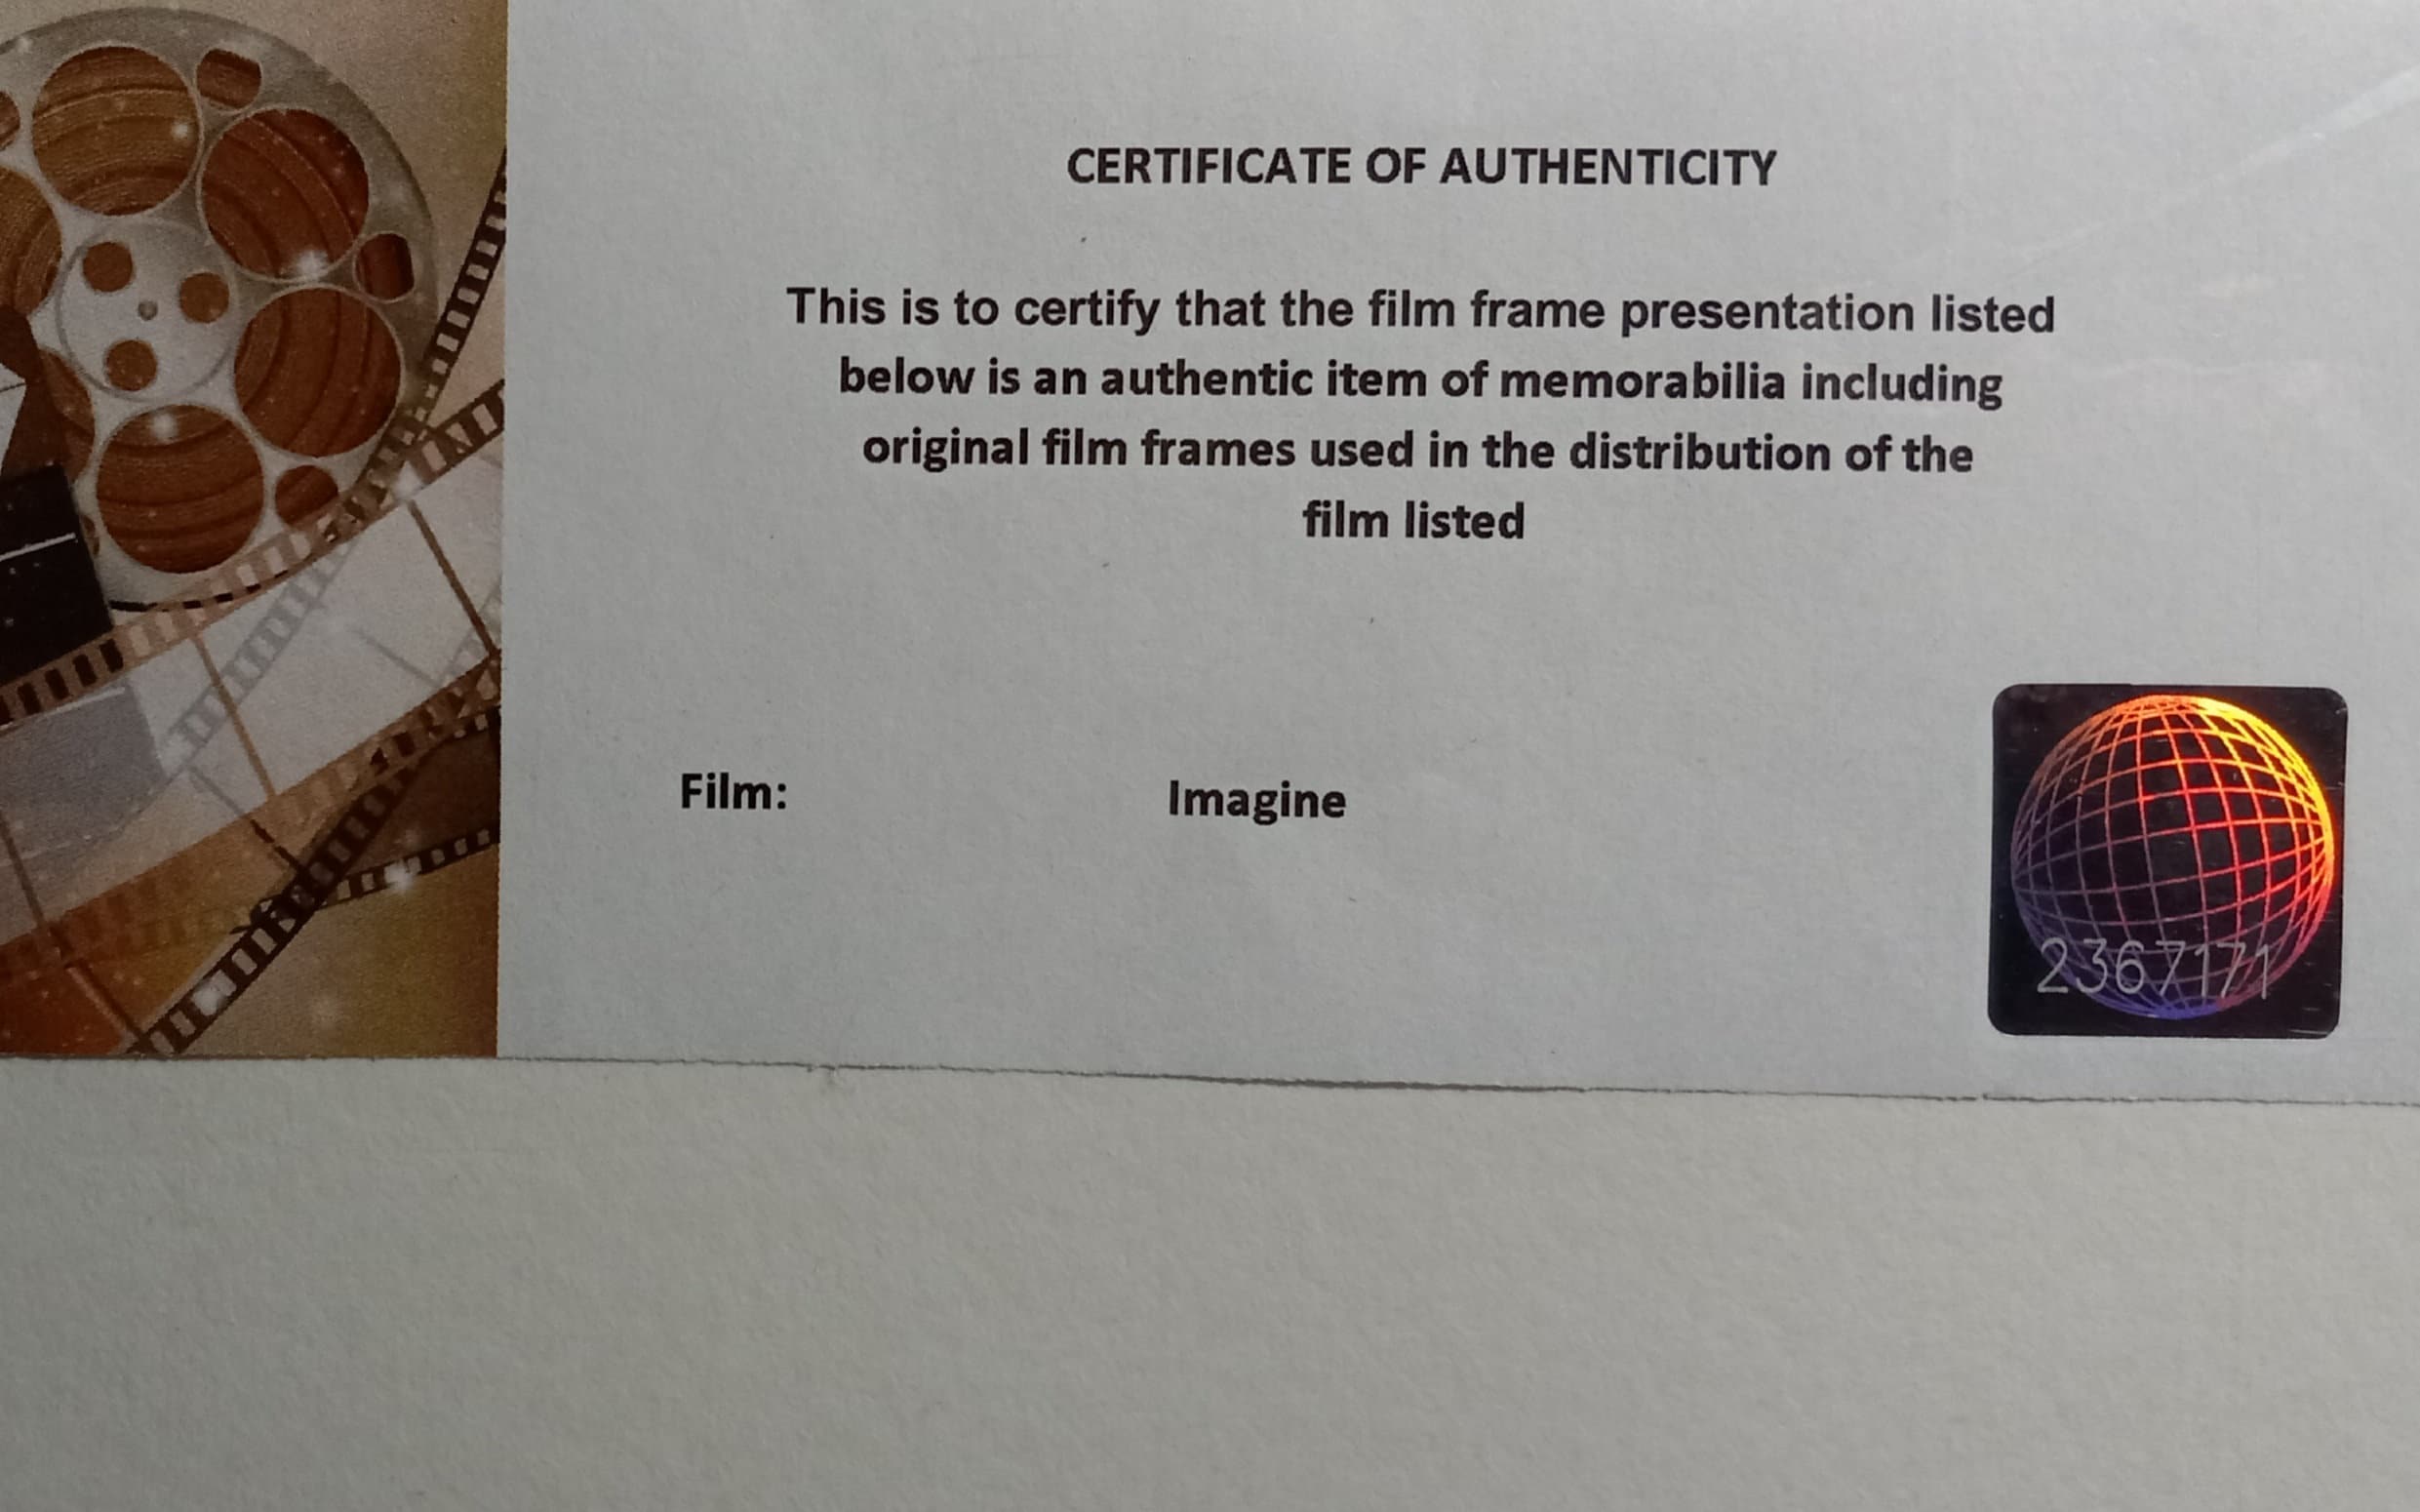 CERTIFICATE OF AUTHENTICITY
This is to certify that the film frame presentation listed
below is an authentic item of memorabilia including
original film frames used in the distribution of the
film listed
Film: Imagine
2367171